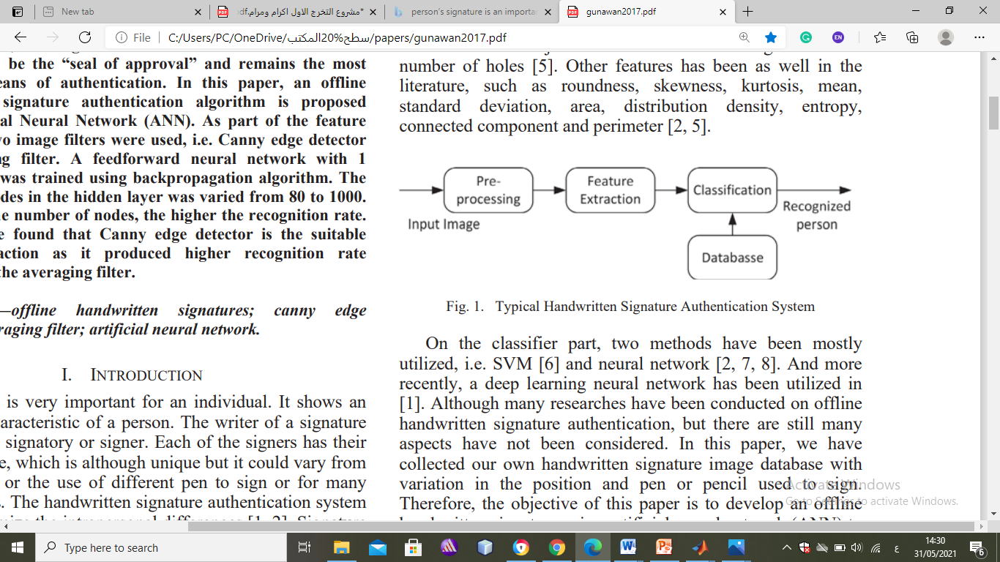 New tab
مشروع التخرج الاول اكرام ومرام.pdf*
person's signature is an importa
gunawan2017.pdf
File
C:/Users/PC/OneDrive/سطح%20المكتب/papers/gunawan2017.pdf
EN
be the “seal of approval” and remains the most
eans of authentication. In this paper, an offline
signature authentication algorithm is proposed
al Neural Network (ANN). As part of the feature
vo image filters were used, i.e. Canny edge detector
ng filter. A feedforward neural network with 1
was trained using backpropagation algorithm. The
des in the hidden layer was varied from 80 to 1000.
e number of nodes, the higher the recognition rate.
e found that Canny edge detector is the suitable
action as it produced higher recognition rate
the averaging filter.
—offline handwritten signatures; canny edge
raging filter; artificial neural network.
I. INTRODUCTION
is very important for an individual. It shows an
aracteristic of a person. The writer of a signature
signatory or signer. Each of the signers has their
e, which is although unique but it could vary from
or the use of different pen to sign or for many
. The handwritten signature authentication system
number of holes [5]. Other features has been as well in the
literature, such as roundness, skewness, kurtosis, mean,
standard deviation, area, distribution density, entropy,
connected component and perimeter [2, 5].
Input Image
Pre-
processing
Feature
Extraction
Classification
Recognized
person
Databasse
Fig. 1. Typical Handwritten Signature Authentication System
On the classifier part, two methods have been mostly
utilized, i.e. SVM [6] and neural network [2, 7, 8]. And more
recently, a deep learning neural network has been utilized in
[1]. Although many researches have been conducted on offline
handwritten signature authentication, but there are still many
aspects have not been considered. In this paper, we have
collected our own handwritten signature image database with
variation in the position and pen or pencil used to sign.
Therefore, the objective of this paper is to develop an offline
Activate Windows
Go to Settings to activate Windows.
Type here to search
ع
14:30
31/05/2021
6